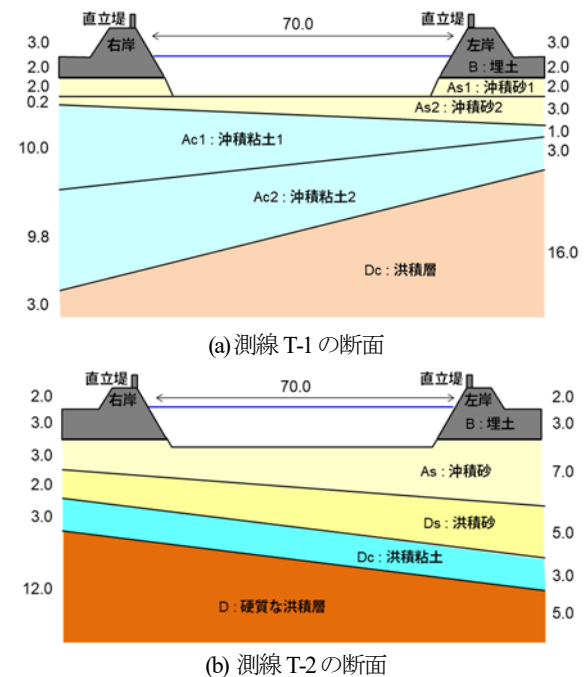 直立堤
70.0
直立堤
3.0
右岸
左岸
3.0
2.0
B : 埋土
2.0
2.0
As1 : 沖積砂1
2.0
0.2
As2 : 沖積砂2
3.0
Ac1 : 沖積粘土1
1.0
10.0
3.0
Ac2 : 沖積粘土2
9.8
Dc : 洪積層
16.0
3.0
(a) 測線 T-1 の断面
直立堤
70.0
直立堤
2.0
右岸
左岸
2.0
3.0
B : 埋土
3.0
3.0
As : 沖積砂
7.0
2.0
Ds : 洪積砂
3.0
5.0
Dc : 洪積粘土
3.0
12.0
D : 硬質な洪積層
5.0
(b) 測線 T-2 の断面